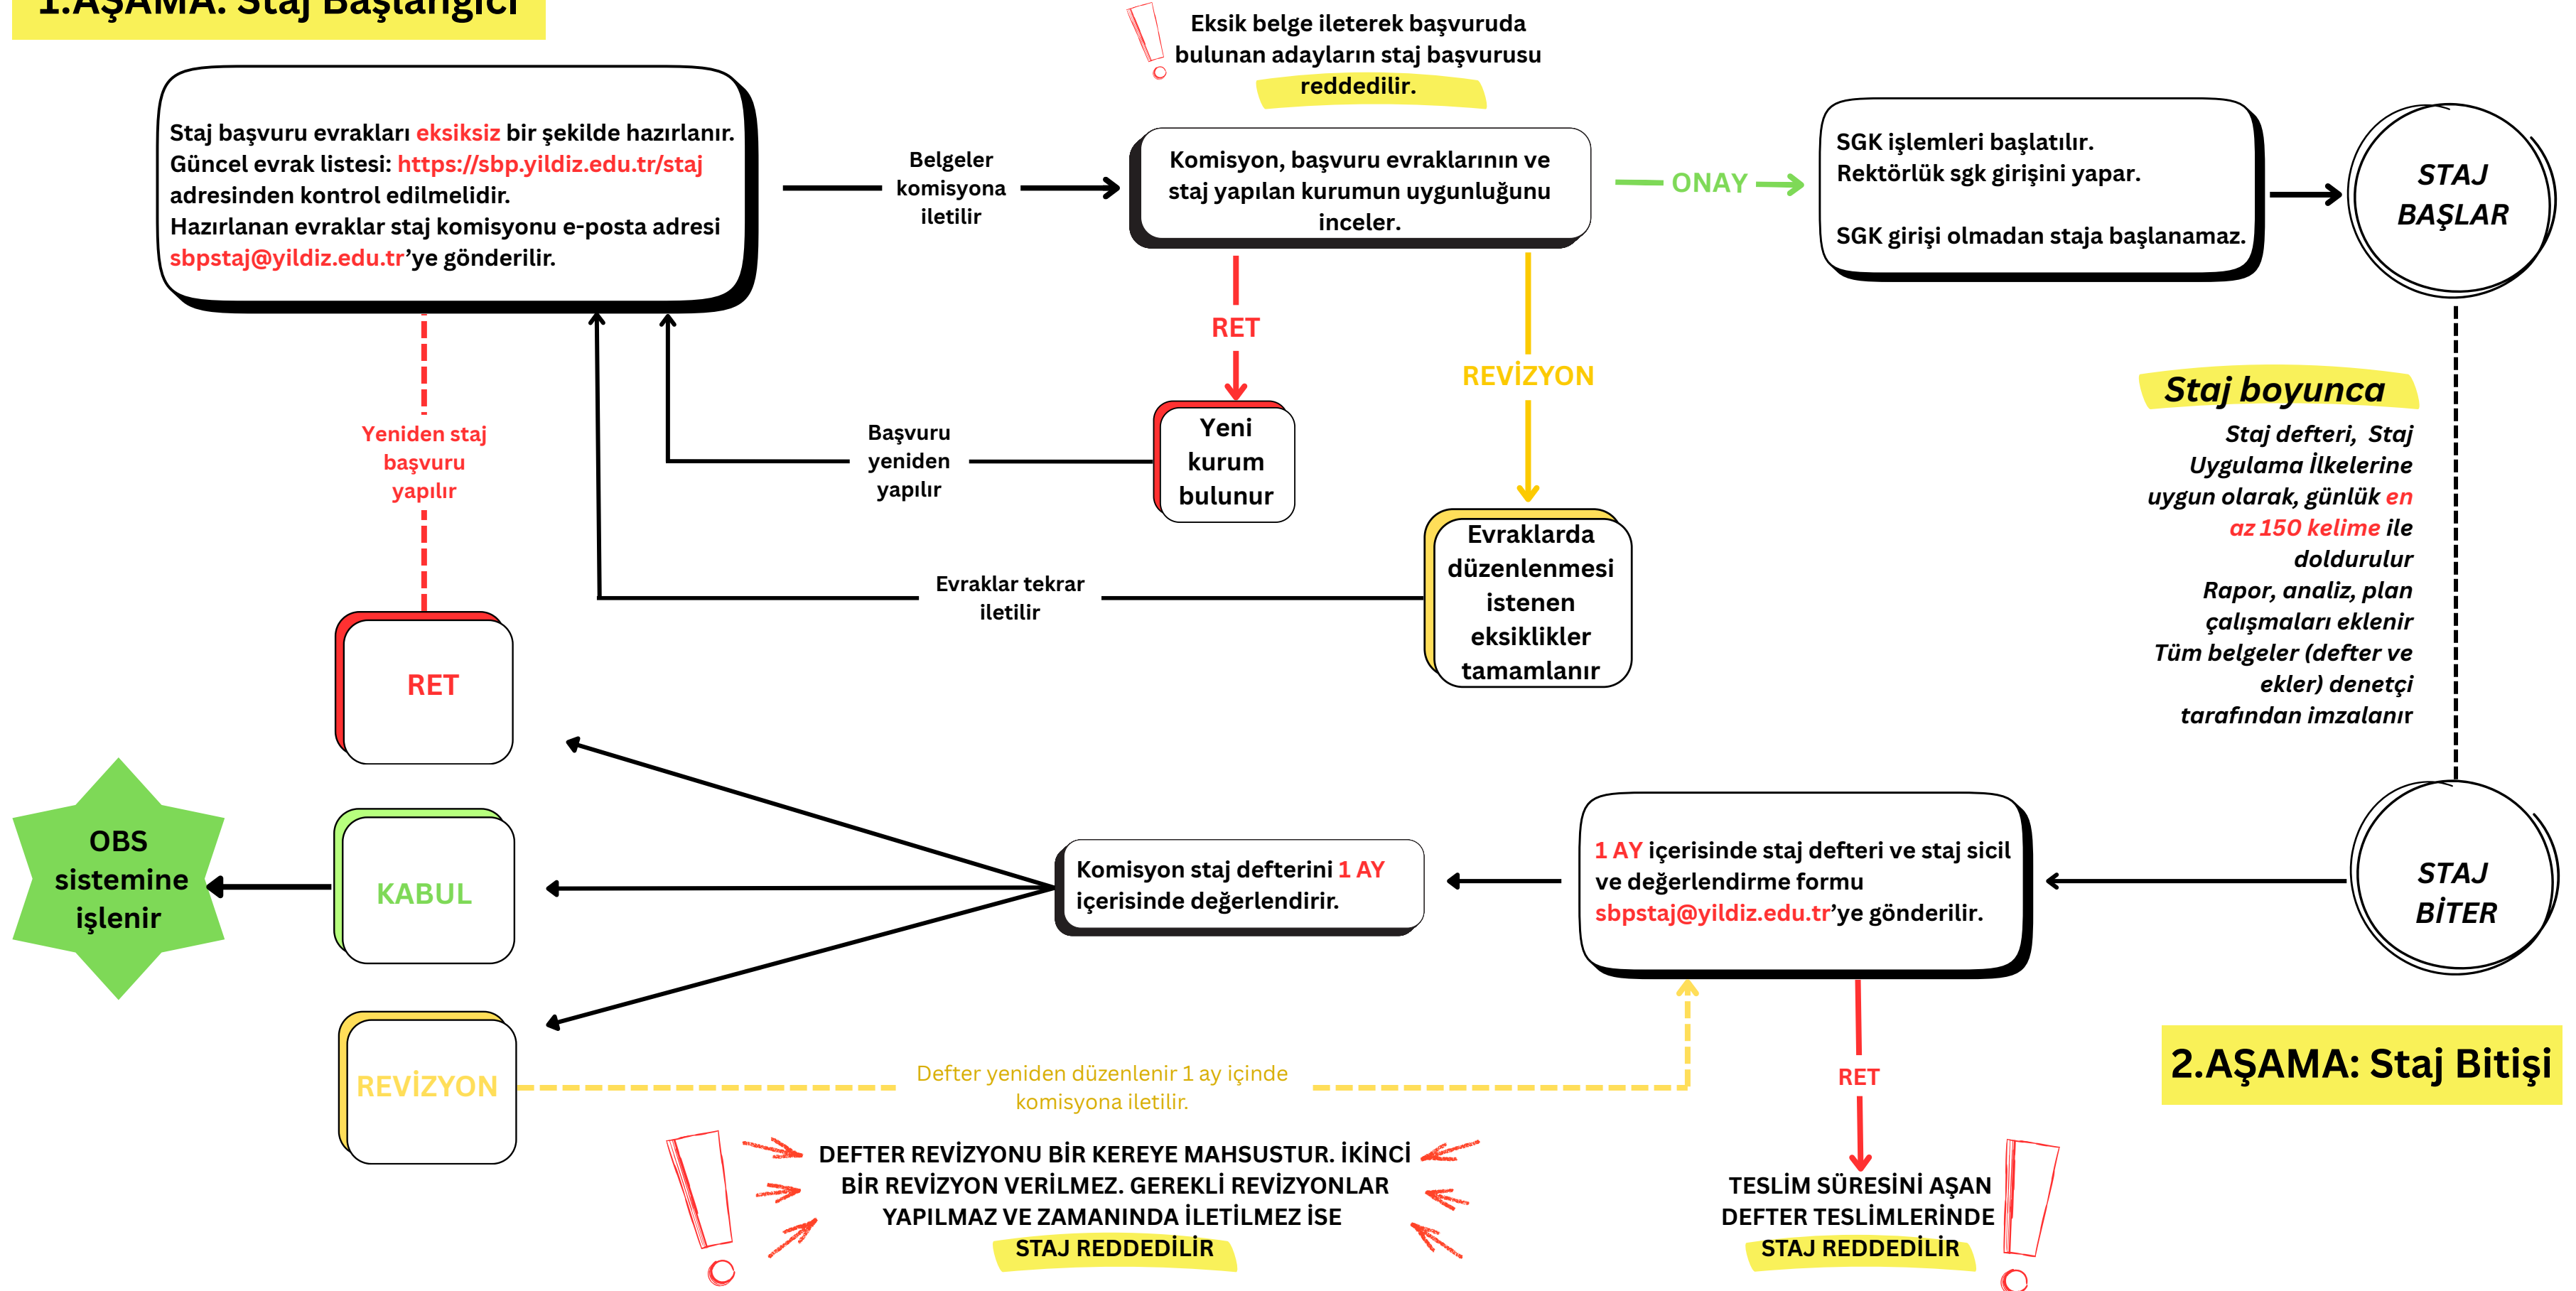 1.AŞAMA: Staj Başlangıcı
Eksik belge ileterek başvuruda
bulunan adayların staj başvurusu
reddedilir.
Staj başvuru evrakları eksiksiz bir şekilde hazırlanır.
Güncel evrak listesi: https://sbp.yildiz.edu.tr/staj
adresinden kontrol edilmelidir.
Hazırlanan evraklar staj komisyonu e-posta adresi
sbpstaj@yildiz.edu.tr’ye gönderilir.
Belgeler
komisyona
iletilir
Komisyon, başvuru evraklarının ve
staj yapılan kurumun uygunluğunu
inceler.
ONAY
SGK işlemleri başlatılır.
Rektörlük sgk girişini yapar.
SGK girişi olmadan staja başlanamaz.
STAJ
BAŞLAR
RET
REVİZYON
Yeni
kurum
bulunur
Başvuru
yeniden
yapılır
Evraklarda
düzenlenmesi
istenen
eksiklikler
tamamlanır
Evraklar tekrar
iletilir
Yeniden staj
başvuru
yapılır
Staj boyunca
Staj defteri, Staj
Uygulama İlkelerine
uygun olarak, günlük en
az 150 kelime ile
doldurulur
Rapor, analiz, plan
çalışmaları eklenir
Tüm belgeler (defter ve
ekler) denetçi
tarafından imzalanır
STAJ
BİTER
1 AY içerisinde staj defteri ve staj sicil
ve değerlendirme formu
sbpstaj@yildiz.edu.tr’ye gönderilir.
Komisyon staj defterini 1 AY
içerisinde değerlendirir.
RET
KABUL
REVİZYON
OBS
sistemine
işlenir
Defter yeniden düzenlenir 1 ay içinde
komisyona iletilir.
RET
2.AŞAMA: Staj Bitişi
DEFTER REVİZYONU BİR KEREYE MAHSUSTUR. İKİNCİ
BİR REVİZYON VERİLMEZ. GEREKLİ REVİZYONLAR
YAPILMAZ VE ZAMANINDA İLETİLMEZ İSE
STAJ REDDEDİLİR
TESLİM SÜRESİNİ AŞAN
DEFTER TESLİMLERİNDE
STAJ REDDEDİLİR